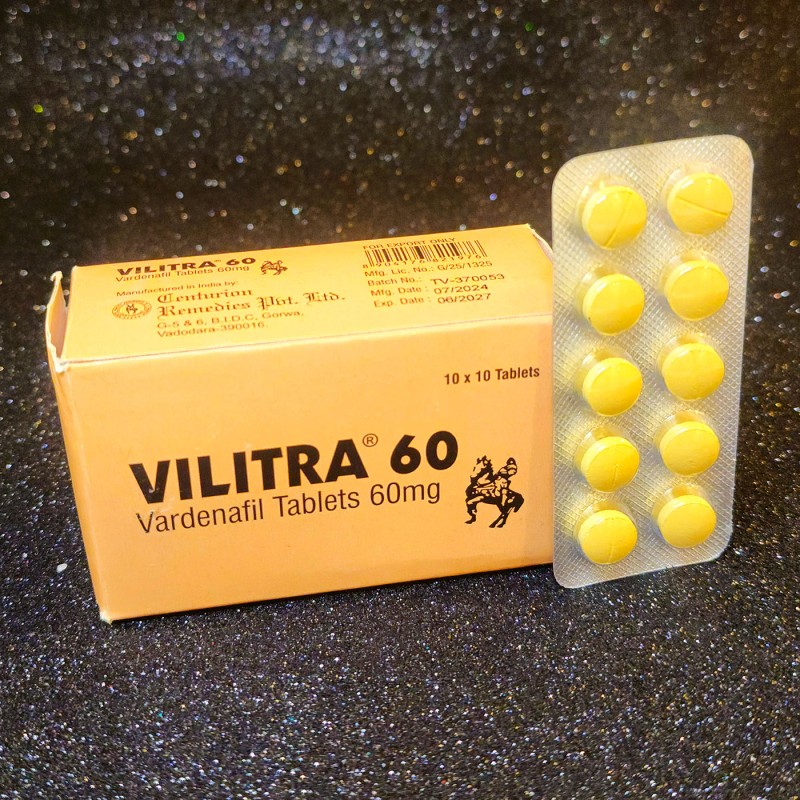 VILITRA™ 60
Vardenafil Tablets 60mg
Manufactured in India by:
Centurion
Remedies Pvt. Ltd.
G-5 & 6, B.I.D.C, Gorwa,
Vadodara-390016.
FOR EXPORT ONLY
Mfg. Lic. No.: G/25/1325
Batch No.: TV-370053
Mfg. Date : 07/2024
Exp. Date : 06/2027
10 x 10 Tablets
VILITRA® 60
Vardenafil Tablets 60mg